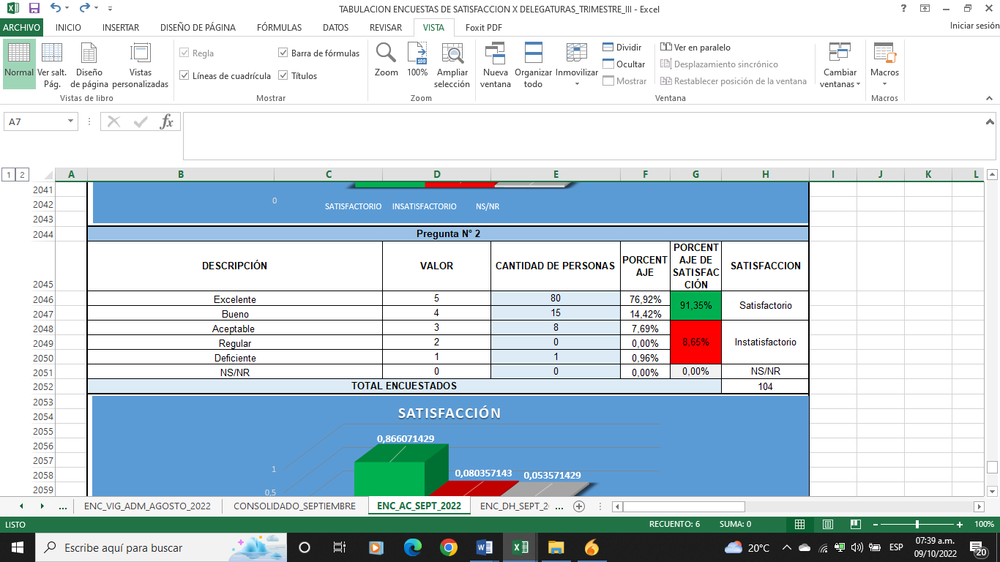 TABULACION ENCUESTAS DE SATISFACCION X DELEGATURAS_TRIMESTRE_III - Excel
ARCHIVO INICIO INSERTAR DISEÑO DE PÁGINA FÓRMULAS DATOS REVISAR VISTA Foxit PDF Iniciar sesión
Normal Ver salt. Pág. Diseño de página Vistas personalizadas
Vistas de libro
Regla Barra de fórmulas
Líneas de cuadrícula Títulos
Mostrar
Zoom 100% Ampliar selección
Zoom
Nueva ventana Organizar todo Inmovilizar
Dividir
Ocultar
Mostrar
Ver en paralelo
Desplazamiento sincrónico
Restablecer posición de la ventana
Cambiar ventanas
Ventana
Macros
Macros
A7
fx
1 2
A B C D E F G H I J K L
2041
2042 0 SATISFACTORIO INSATISFACTORIO NS/NR
2043
2044 Pregunta N° 2
2045 DESCRIPCIÓN VALOR CANTIDAD DE PERSONAS PORCENTAJE PORCENTAJE DE SATISFACCIÓN SATISFACCION
2046 Excelente 5 80 76,92% 91,35% Satisfactorio
2047 Bueno 4 15 14,42%
2048 Aceptable 3 8 7,69%
2049 Regular 2 0 0,00% 8,65% Instatisfactorio
2050 Deficiente 1 1 0,96%
2051 NS/NR 0 0 0,00% 0,00% NS/NR
2052 TOTAL ENCUESTADOS 104
2053
2054 SATISFACCIÓN
2055
2056 0,866071429
2057
2058 1 0,080357143 0,053571429
2059 0,5
... ENC_VIG_ADM_AGOSTO_2022 CONSOLIDADO_SEPTIEMBRE ENC_AC_SEPT_2022 ENC_DH_SEPT_2 ...
LISTO RECUENTO: 6 SUMA: 0 100%
Escribe aquí para buscar
20°C ESP
07:39 a.m.
09/10/2022
20